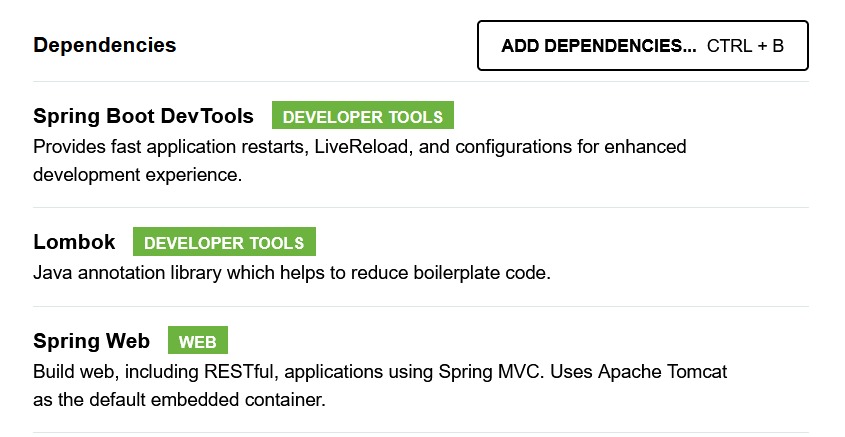 Dependencies
ADD DEPENDENCIES... CTRL + B
Spring Boot DevTools DEVELOPER TOOLS
Provides fast application restarts, LiveReload, and configurations for enhanced
development experience.
Lombok DEVELOPER TOOLS
Java annotation library which helps to reduce boilerplate code.
Spring Web WEB
Build web, including RESTful, applications using Spring MVC. Uses Apache Tomcat
as the default embedded container.